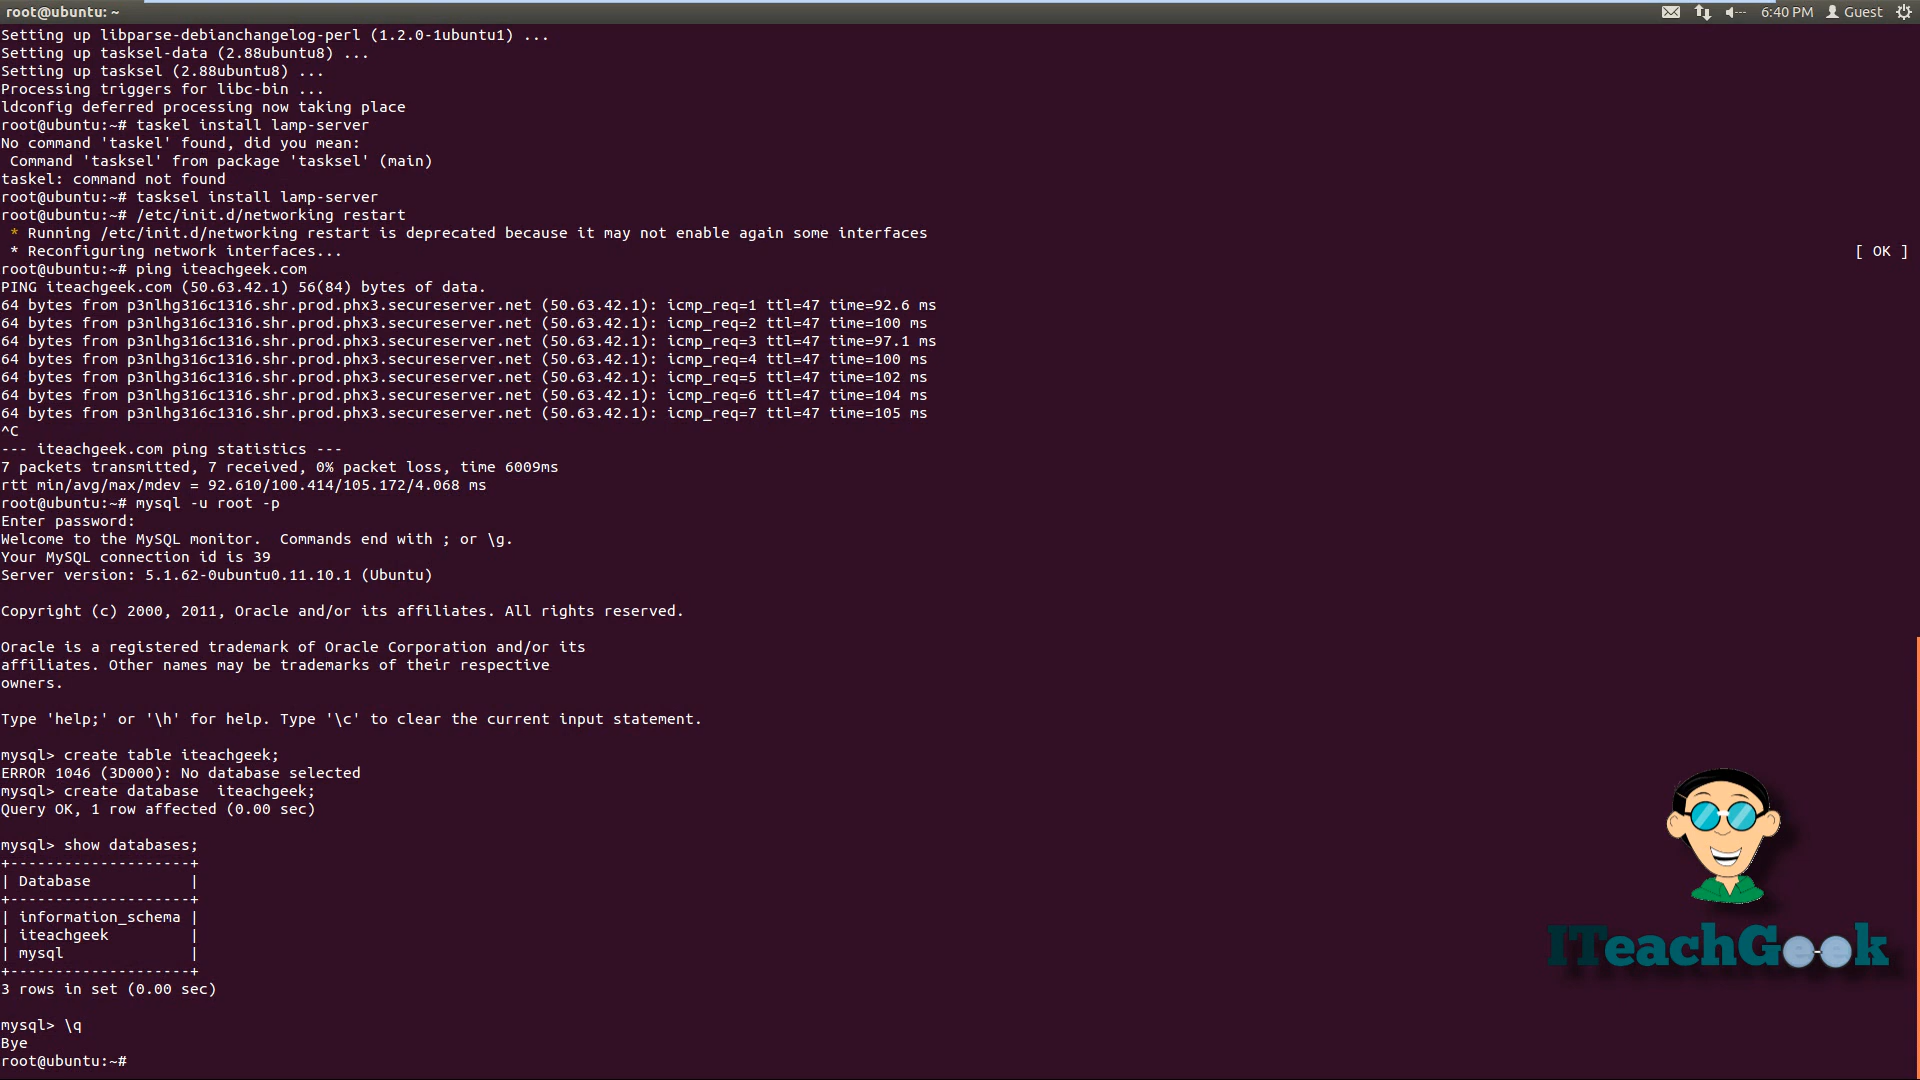 root@ubuntu: ~
6:40 PM Guest
Setting up libparse-debianchangelog-perl (1.2.0-1ubuntu1) ...
Setting up tasksel-data (2.88ubuntu8) ...
Setting up tasksel (2.88ubuntu8) ...
Processing triggers for libc-bin ...
ldconfig deferred processing now taking place
root@ubuntu:~# taskel install lamp-server
No command 'taskel' found, did you mean:
 Command 'tasksel' from package 'tasksel' (main)
taskel: command not found
root@ubuntu:~# tasksel install lamp-server
root@ubuntu:~# /etc/init.d/networking restart
 * Running /etc/init.d/networking restart is deprecated because it may not enable again some interfaces
 * Reconfiguring network interfaces... [ OK ]
root@ubuntu:~# ping iteachgeek.com
PING iteachgeek.com (50.63.42.1) 56(84) bytes of data.
64 bytes from p3nlhg316c1316.shr.prod.phx3.secureserver.net (50.63.42.1): icmp_req=1 ttl=47 time=92.6 ms
64 bytes from p3nlhg316c1316.shr.prod.phx3.secureserver.net (50.63.42.1): icmp_req=2 ttl=47 time=100 ms
64 bytes from p3nlhg316c1316.shr.prod.phx3.secureserver.net (50.63.42.1): icmp_req=3 ttl=47 time=97.1 ms
64 bytes from p3nlhg316c1316.shr.prod.phx3.secureserver.net (50.63.42.1): icmp_req=4 ttl=47 time=100 ms
64 bytes from p3nlhg316c1316.shr.prod.phx3.secureserver.net (50.63.42.1): icmp_req=5 ttl=47 time=102 ms
64 bytes from p3nlhg316c1316.shr.prod.phx3.secureserver.net (50.63.42.1): icmp_req=6 ttl=47 time=104 ms
64 bytes from p3nlhg316c1316.shr.prod.phx3.secureserver.net (50.63.42.1): icmp_req=7 ttl=47 time=105 ms
^C
--- iteachgeek.com ping statistics ---
7 packets transmitted, 7 received, 0% packet loss, time 6009ms
rtt min/avg/max/mdev = 92.610/100.414/105.172/4.068 ms
root@ubuntu:~# mysql -u root -p
Enter password:
Welcome to the MySQL monitor.  Commands end with ; or \g.
Your MySQL connection id is 39
Server version: 5.1.62-0ubuntu0.11.10.1 (Ubuntu)

Copyright (c) 2000, 2011, Oracle and/or its affiliates. All rights reserved.

Oracle is a registered trademark of Oracle Corporation and/or its
affiliates. Other names may be trademarks of their respective
owners.

Type 'help;' or '\h' for help. Type '\c' to clear the current input statement.

mysql> create table iteachgeek;
ERROR 1046 (3D000): No database selected
mysql> create database  iteachgeek;
Query OK, 1 row affected (0.00 sec)

mysql> show databases;
+--------------------+
| Database           |
+--------------------+
| information_schema |
| iteachgeek         |
| mysql              |
+--------------------+
3 rows in set (0.00 sec)

mysql> \q
Bye
root@ubuntu:~#
ITeachGeek